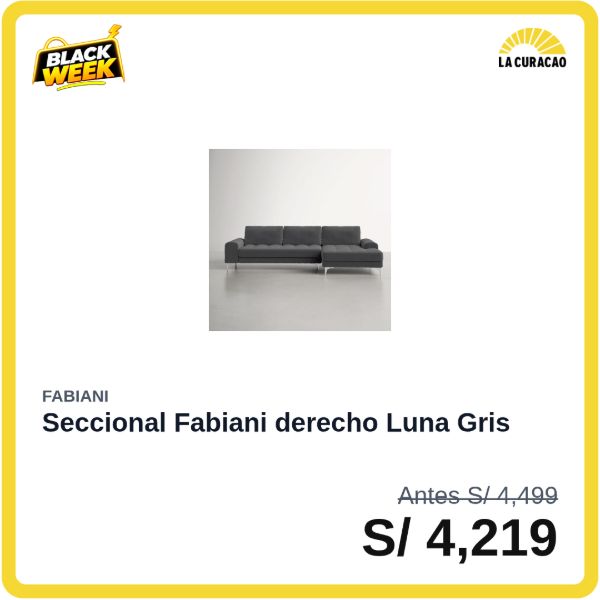 BLACK
WEEK
LA CURACAO
FABIANI
Seccional Fabiani derecho Luna Gris
Antes S/ 4,499
S/ 4,219